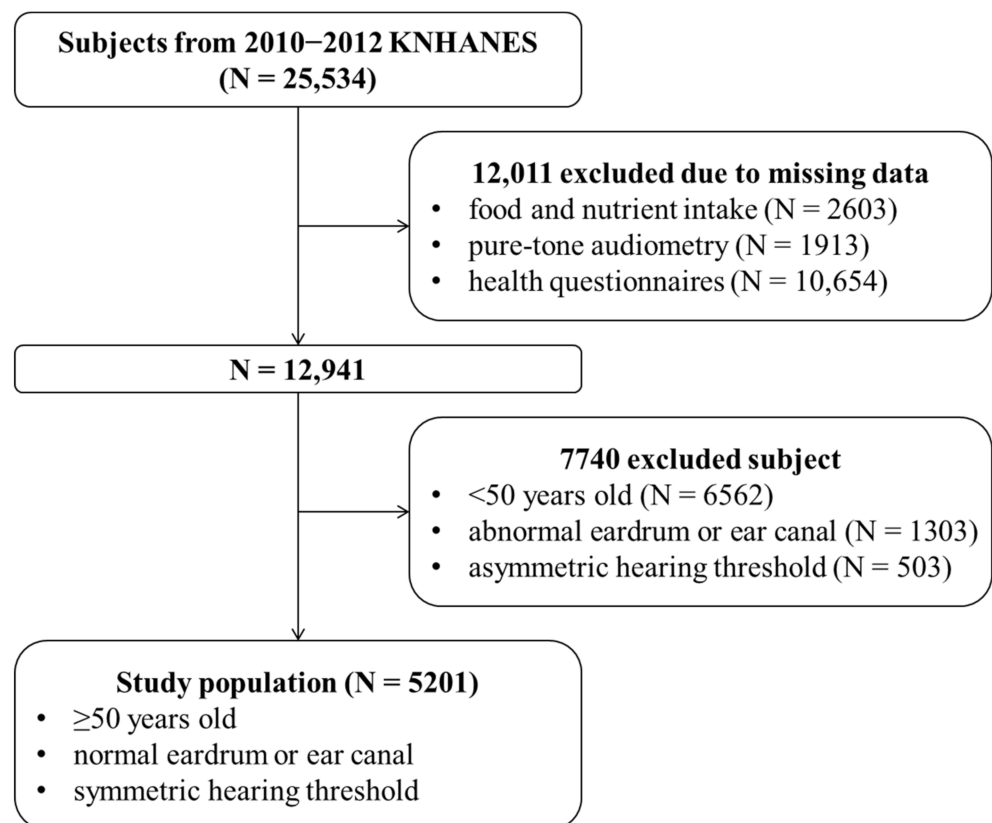 Subjects from 2010–2012 KNHANES
(N = 25,534)
12,011 excluded due to missing data
• food and nutrient intake (N = 2603)
• pure-tone audiometry (N = 1913)
• health questionnaires (N = 10,654)
N = 12,941
7740 excluded subject
• <50 years old (N = 6562)
• abnormal eardrum or ear canal (N = 1303)
• asymmetric hearing threshold (N = 503)
Study population (N = 5201)
• ≥50 years old
• normal eardrum or ear canal
• symmetric hearing threshold